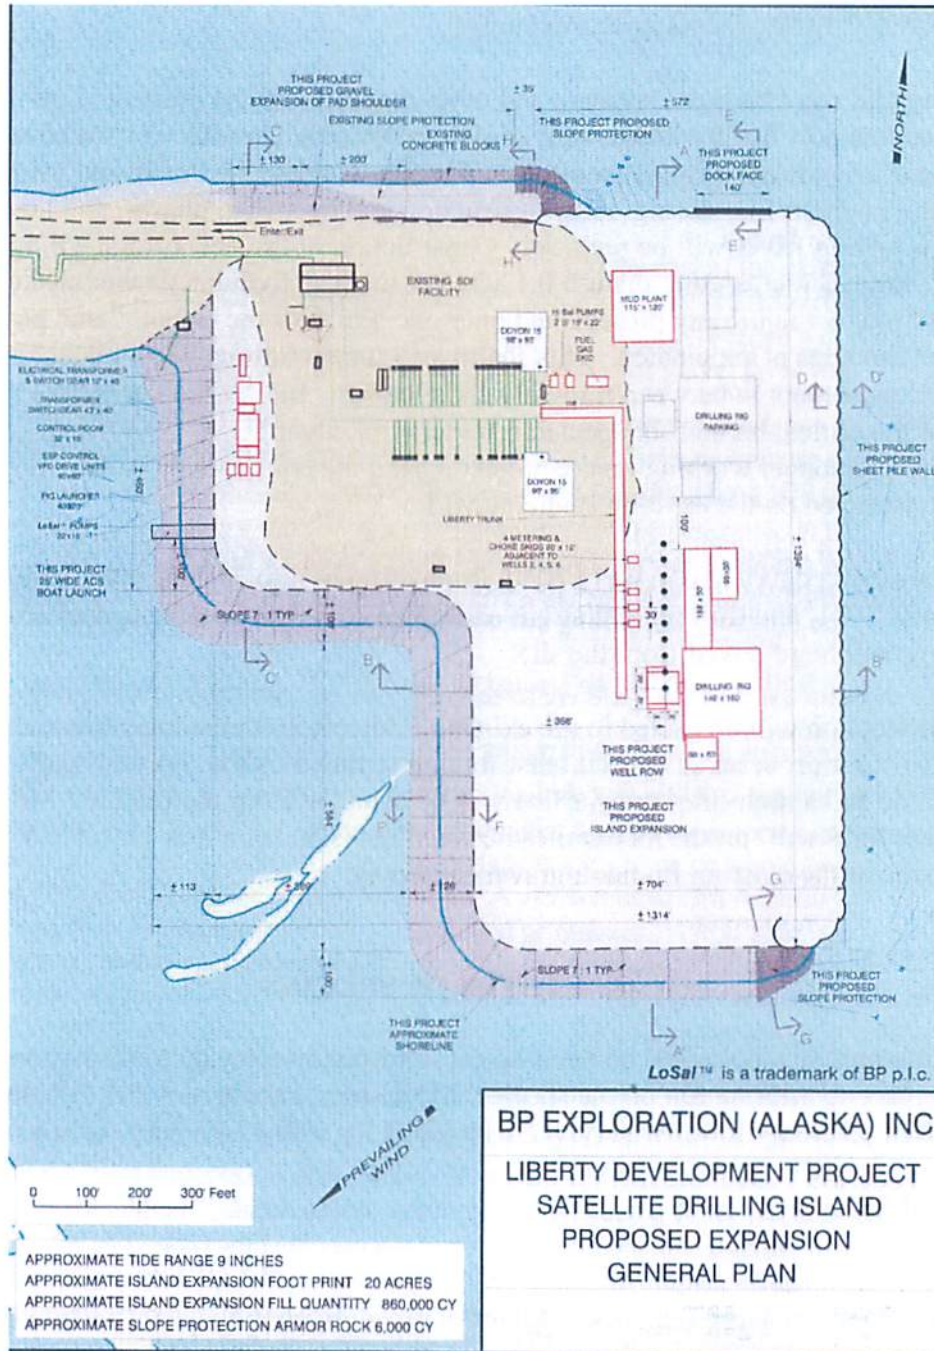 THIS PROJECT
PROPOSED GRAVEL
EXPANSION OF PAD SHOULDER
EXISTING SLOPE PROTECTION
EXISTING
CONCRETE BLOCKS
± 35'
± 572'
THIS PROJECT PROPOSED
SLOPE PROTECTION
THIS PROJECT
PROPOSED
DOCK FACE
140'
NORTH
C
H
A
E
± 130'
± 200'
Enter/Exit
H
E
EXISTING SDI
FACILITY
MUD PLANT
DOYON 15
FUEL
GAS
SKID
ELECTRICAL TRANSFORMER
& SWITCH GEAR
TRANSFORMER
CONTROL ROOM
ESP CONTROL
VFD DRIVE UNITS
PIG LAUNCHER
LoSal™ PUMPS
THIS PROJECT
25' WIDE ACS
BOAT LAUNCH
DRILLING RIG
PARKING
D
D'
THIS PROJECT
PROPOSED
SHEET PILE WALL
DOYON 15
LIBERTY TRUNK
4 METERING &
CHOKE SKIDS
ADJACENT TO
100'
100'
30'
SLOPE 7 : 1 TYP.
C'
B
B'
DRILLING RIG
± 398'
THIS PROJECT
PROPOSED
WELL ROW
THIS PROJECT
PROPOSED
ISLAND EXPANSION
F
± 113
± 126'
± 704'
± 1314'
G
SLOPE 7 : 1 TYP.
THIS PROJECT
PROPOSED
SLOPE PROTECTION
THIS PROJECT
APPROXIMATE
SHORELINE
A'
G
LoSal™ is a trademark of BP p.l.c.
PREVAILING
WIND
0 100' 200' 300' Feet
APPROXIMATE TIDE RANGE 9 INCHES
APPROXIMATE ISLAND EXPANSION FOOT PRINT 20 ACRES
APPROXIMATE ISLAND EXPANSION FILL QUANTITY 860,000 CY
APPROXIMATE SLOPE PROTECTION ARMOR ROCK 6,000 CY
BP EXPLORATION (ALASKA) INC
LIBERTY DEVELOPMENT PROJECT
SATELLITE DRILLING ISLAND
PROPOSED EXPANSION
GENERAL PLAN